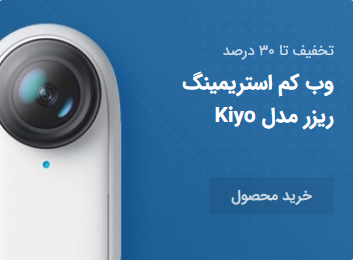 تخفیف تا ۳۰ درصد
وب کم استریمینگ
ریزر مدل Kiyo
خرید محصول